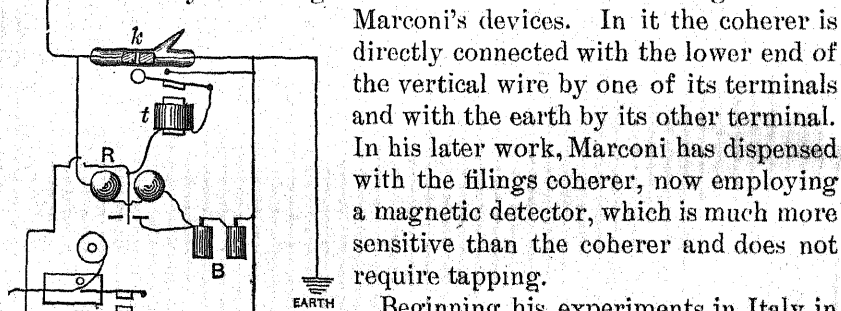 Marconi's devices. In it the coherer is
directly connected with the lower end of
the vertical wire by one of its terminals
and with the earth by its other terminal.
In his later work, Marconi has dispensed
with the filings coherer, now employing
a magnetic detector, which is much more
sensitive than the coherer and does not
require tapping.
Beginning his experiments in Italy in
k
t
R
B
EARTH